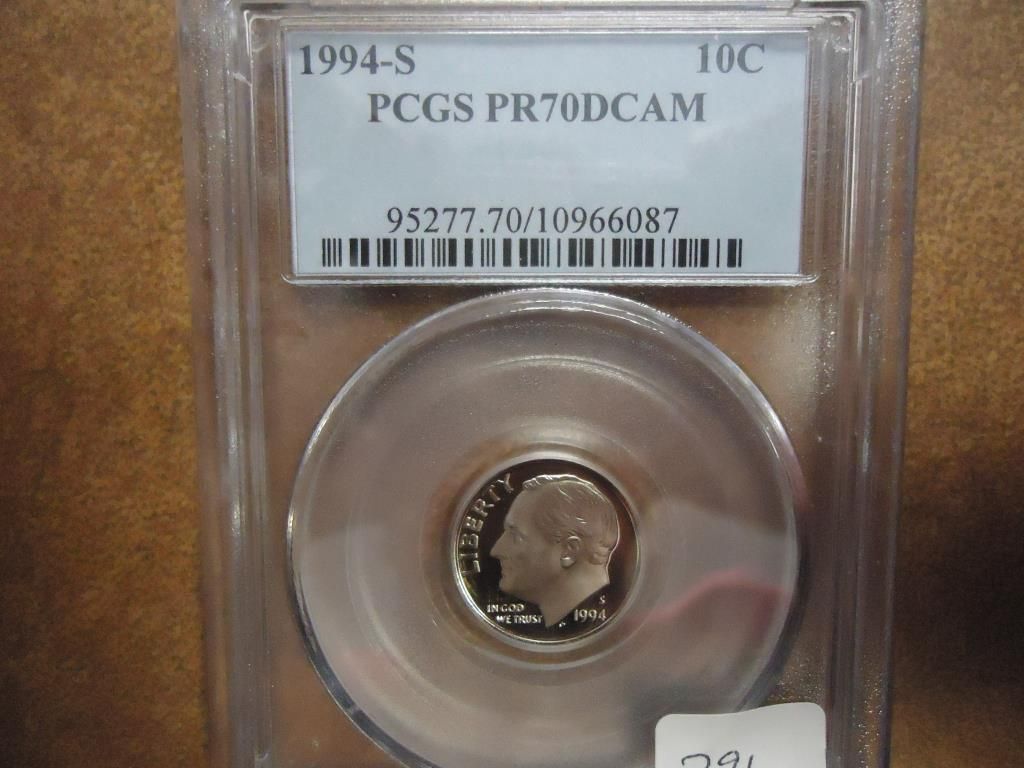 1994-S 10C
PCGS PR70DCAM
95277.70/10966087
LIBERTY
IN GOD
WE TRUST
S
1994